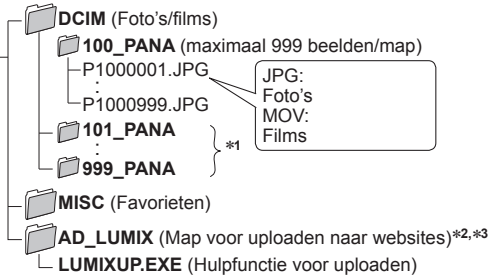 DCIM (Foto's/films)
100_PANA (maximaal 999 beelden/map)
P1000001.JPG
:
P1000999.JPG
JPG:
Foto's
MOV:
Films
101_PANA
:
999_PANA
*1
MISC (Favorieten)
AD_LUMIX (Map voor uploaden naar websites)*2,*3
LUMIXUP.EXE (Hulpfunctie voor uploaden)